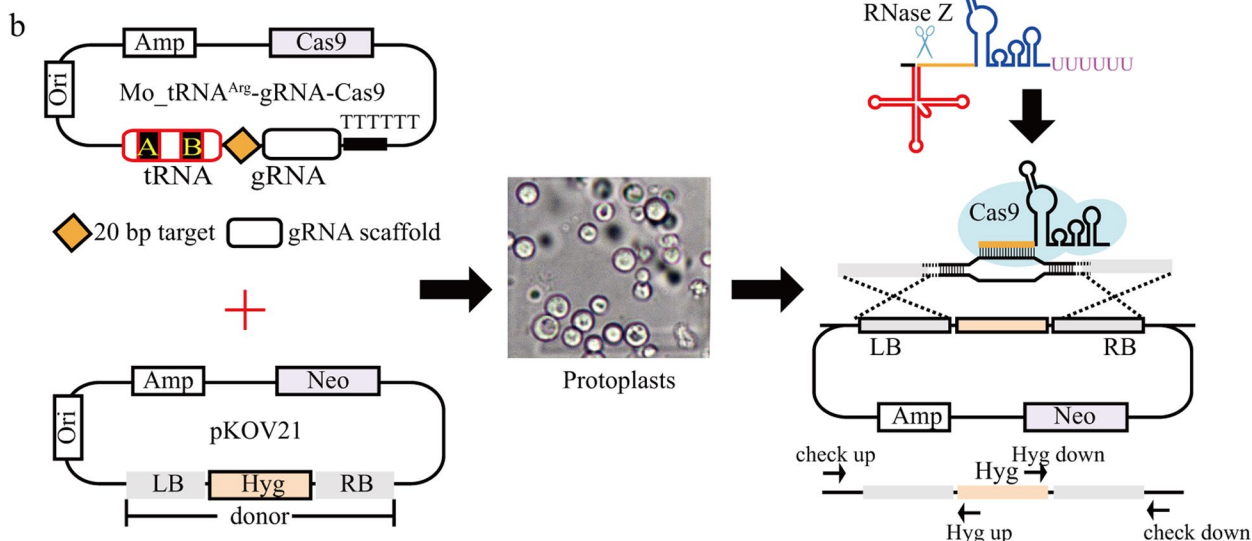 b
Amp
Cas9
Ori
Mo_tRNAArg-gRNA-Cas9
TTTTTT
A
B
tRNA
gRNA
20 bp target
gRNA scaffold
+
Amp
Neo
Ori
pKOV21
LB
Hyg
RB
donor
Protoplasts
RNase Z
UUUUUU
Cas9
LB
RB
Amp
Neo
check up
Hyg down
Hyg
Hyg up
check down